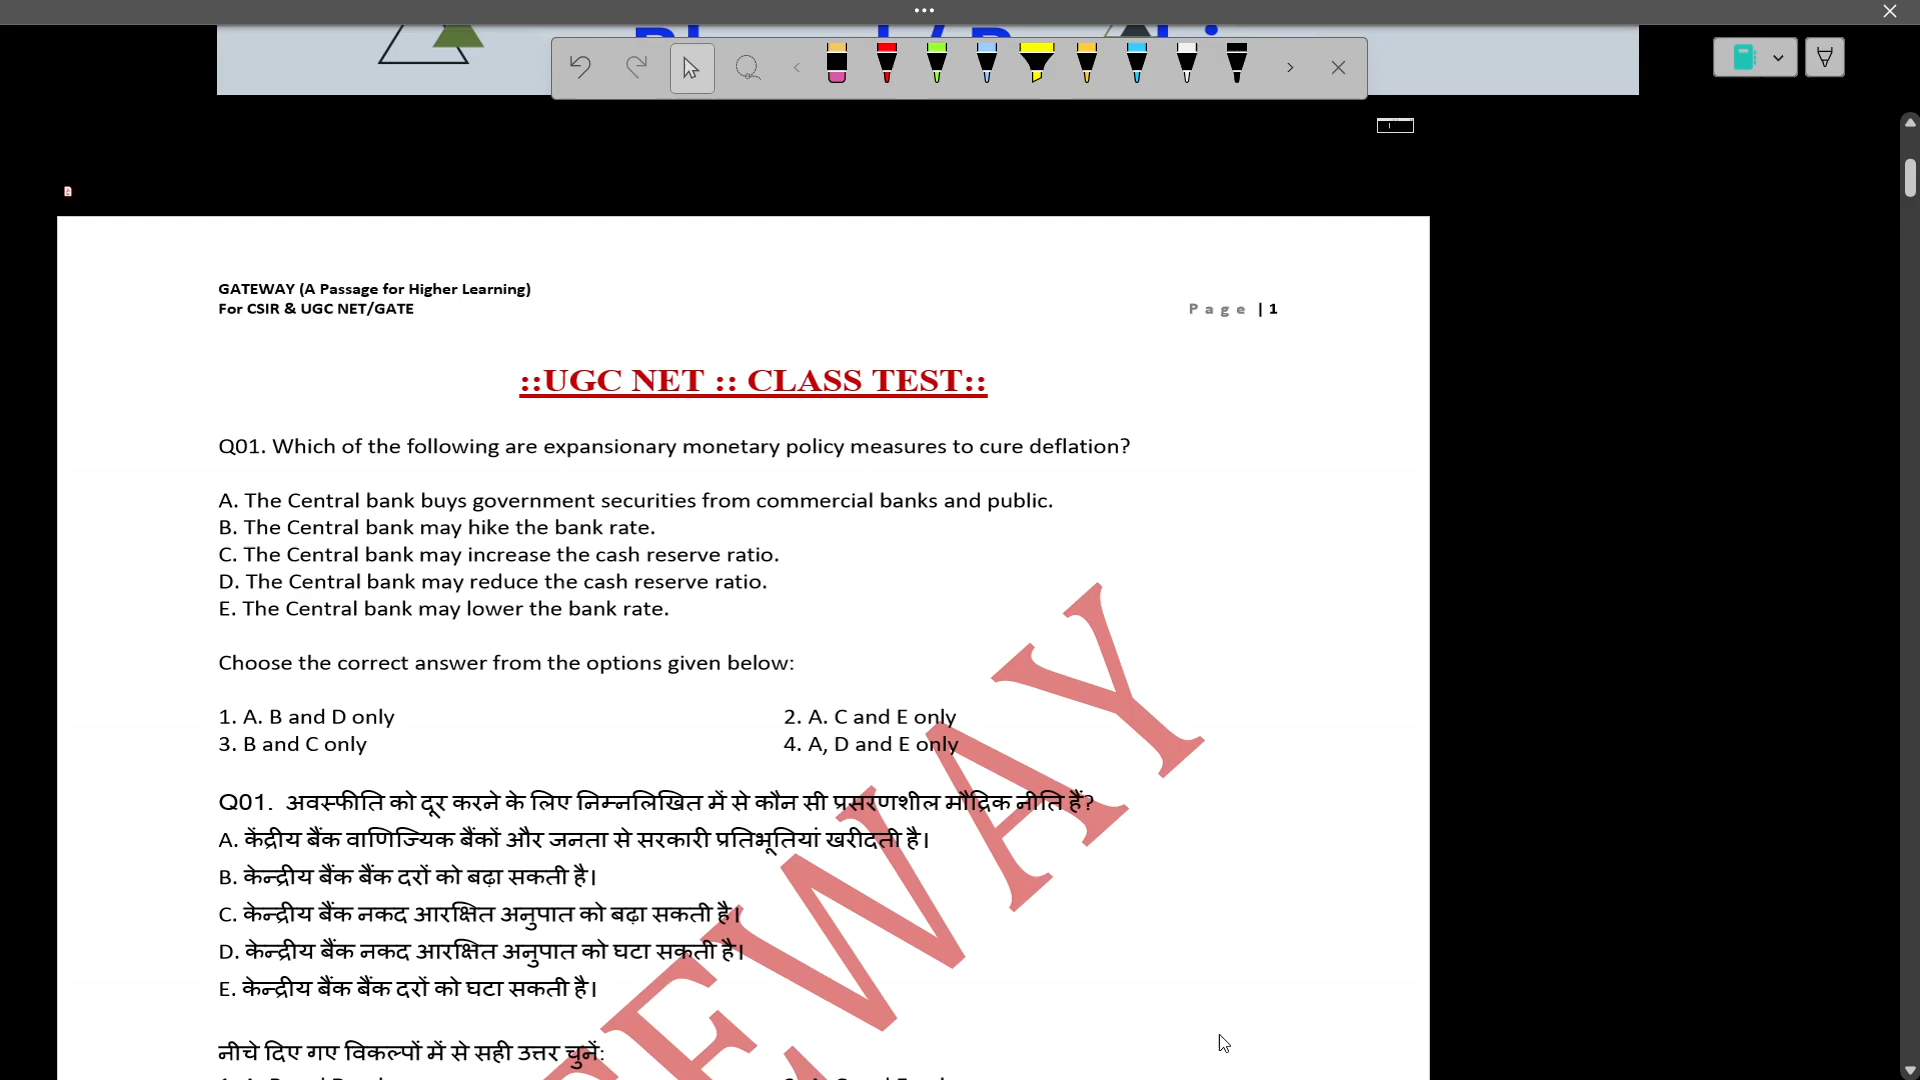 GATEWAY (A Passage for Higher Learning)
For CSIR & UGC NET/GATE
Page | 1
::UGC NET :: CLASS TEST::
Q01. Which of the following are expansionary monetary policy measures to cure deflation?
A. The Central bank buys government securities from commercial banks and public.
B. The Central bank may hike the bank rate.
C. The Central bank may increase the cash reserve ratio.
D. The Central bank may reduce the cash reserve ratio.
E. The Central bank may lower the bank rate.
Choose the correct answer from the options given below:
1. A. B and D only 2. A. C and E only
3. B and C only 4. A, D and E only
Q01. अवस्फीति को दूर करने के लिए निम्नलिखित में से कौन सी प्रसरणशील मौद्रिक नीति हैं?
A. केंद्रीय बैंक वाणिज्यिक बैंकों और जनता से सरकारी प्रतिभूतियां खरीदती है।
B. केन्द्रीय बैंक बैंक दरों को बढ़ा सकती है।
C. केन्द्रीय बैंक नकद आरक्षित अनुपात को बढ़ा सकती है।
D. केन्द्रीय बैंक नकद आरक्षित अनुपात को घटा सकती है।
E. केन्द्रीय बैंक बैंक दरों को घटा सकती है।
नीचे दिए गए विकल्पों में से सही उत्तर चुनें: